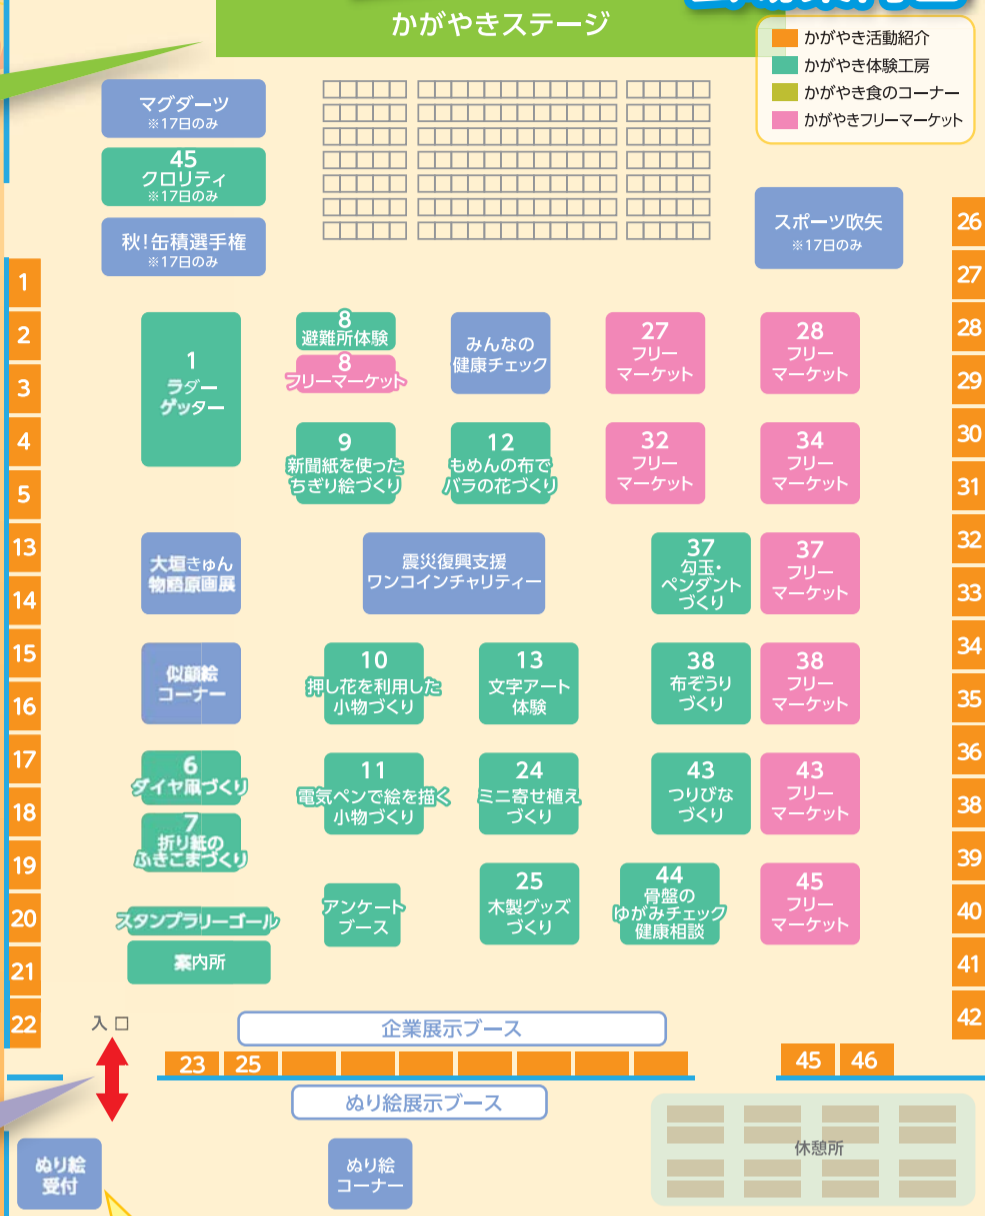 かがやきステージ
かがやき活動紹介
かがやき体験工房
かがやき食のコーナー
かがやきフリーマーケット
マグダーツ
※17日のみ
45
クロリティ
※17日のみ
秋!缶積選手権
※17日のみ
スポーツ吹矢
※17日のみ
1
2
3
4
5
13
14
15
16
17
18
19
20
21
22
26
27
28
29
30
31
32
33
34
35
36
38
39
40
41
42
1
ラダー
ゲッター
8
避難所体験
8
フリーマーケット
みんなの
健康チェック
27
フリー
マーケット
28
フリー
マーケット
9
新聞紙を使った
ちぎり絵づくり
12
もめんの布で
バラの花づくり
32
フリー
マーケット
34
フリー
マーケット
大垣きゅん
物語原画展
震災復興支援
ワンコインチャリティー
37
勾玉・
ペンダント
づくり
37
フリー
マーケット
似顔絵
コーナー
10
押し花を利用した
小物づくり
13
文字アート
体験
38
布ぞうり
づくり
38
フリー
マーケット
6
ダイヤ凧づくり
7
折り紙の
ふきごまづくり
11
電気ペンで絵を描く
小物づくり
24
ミニ寄せ植え
づくり
43
つりびな
づくり
43
フリー
マーケット
スタンプラリーゴール
案内所
アンケート
ブース
25
木製グッズ
づくり
44
骨盤の
ゆがみチェック
健康相談
45
フリー
マーケット
入口
企業展示ブース
23
25
45
46
ぬり絵展示ブース
ぬり絵
受付
ぬり絵
コーナー
休憩所